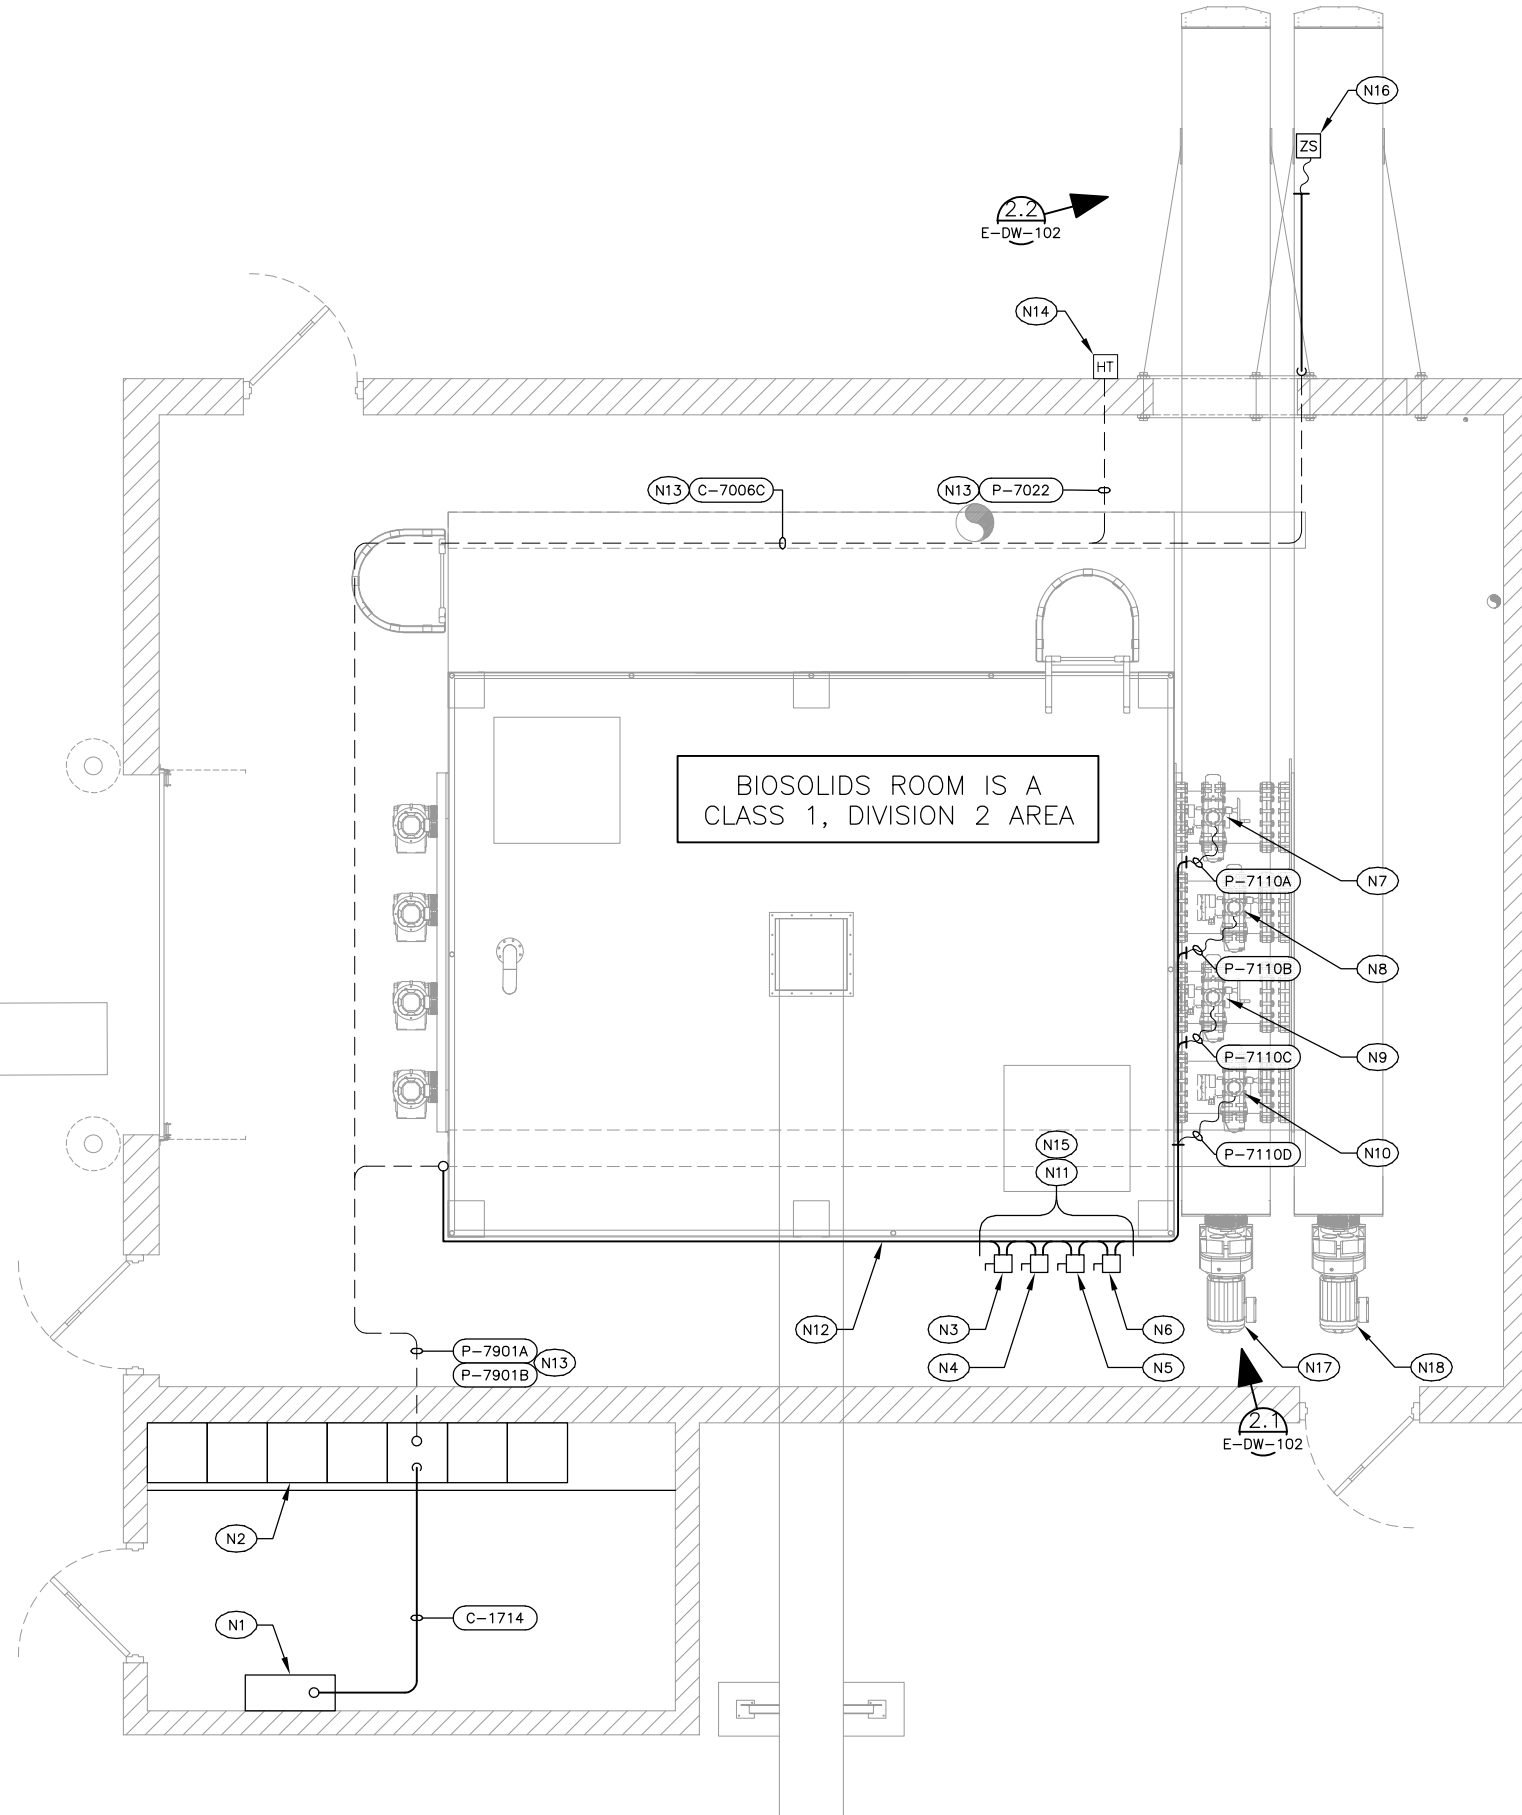 N16
ZS
2.2
E-DW-102
N14
HT
N13 C-7006C
N13 P-7022
BIOSOLIDS ROOM IS A
CLASS 1, DIVISION 2 AREA
P-7110A
N7
P-7110B
N8
P-7110C
N9
N15
N11
P-7110D
N10
N12
N3
N6
N4
N5
N17
N18
P-7901A
P-7901B
N13
2.1
E-DW-102
N2
N1
C-1714